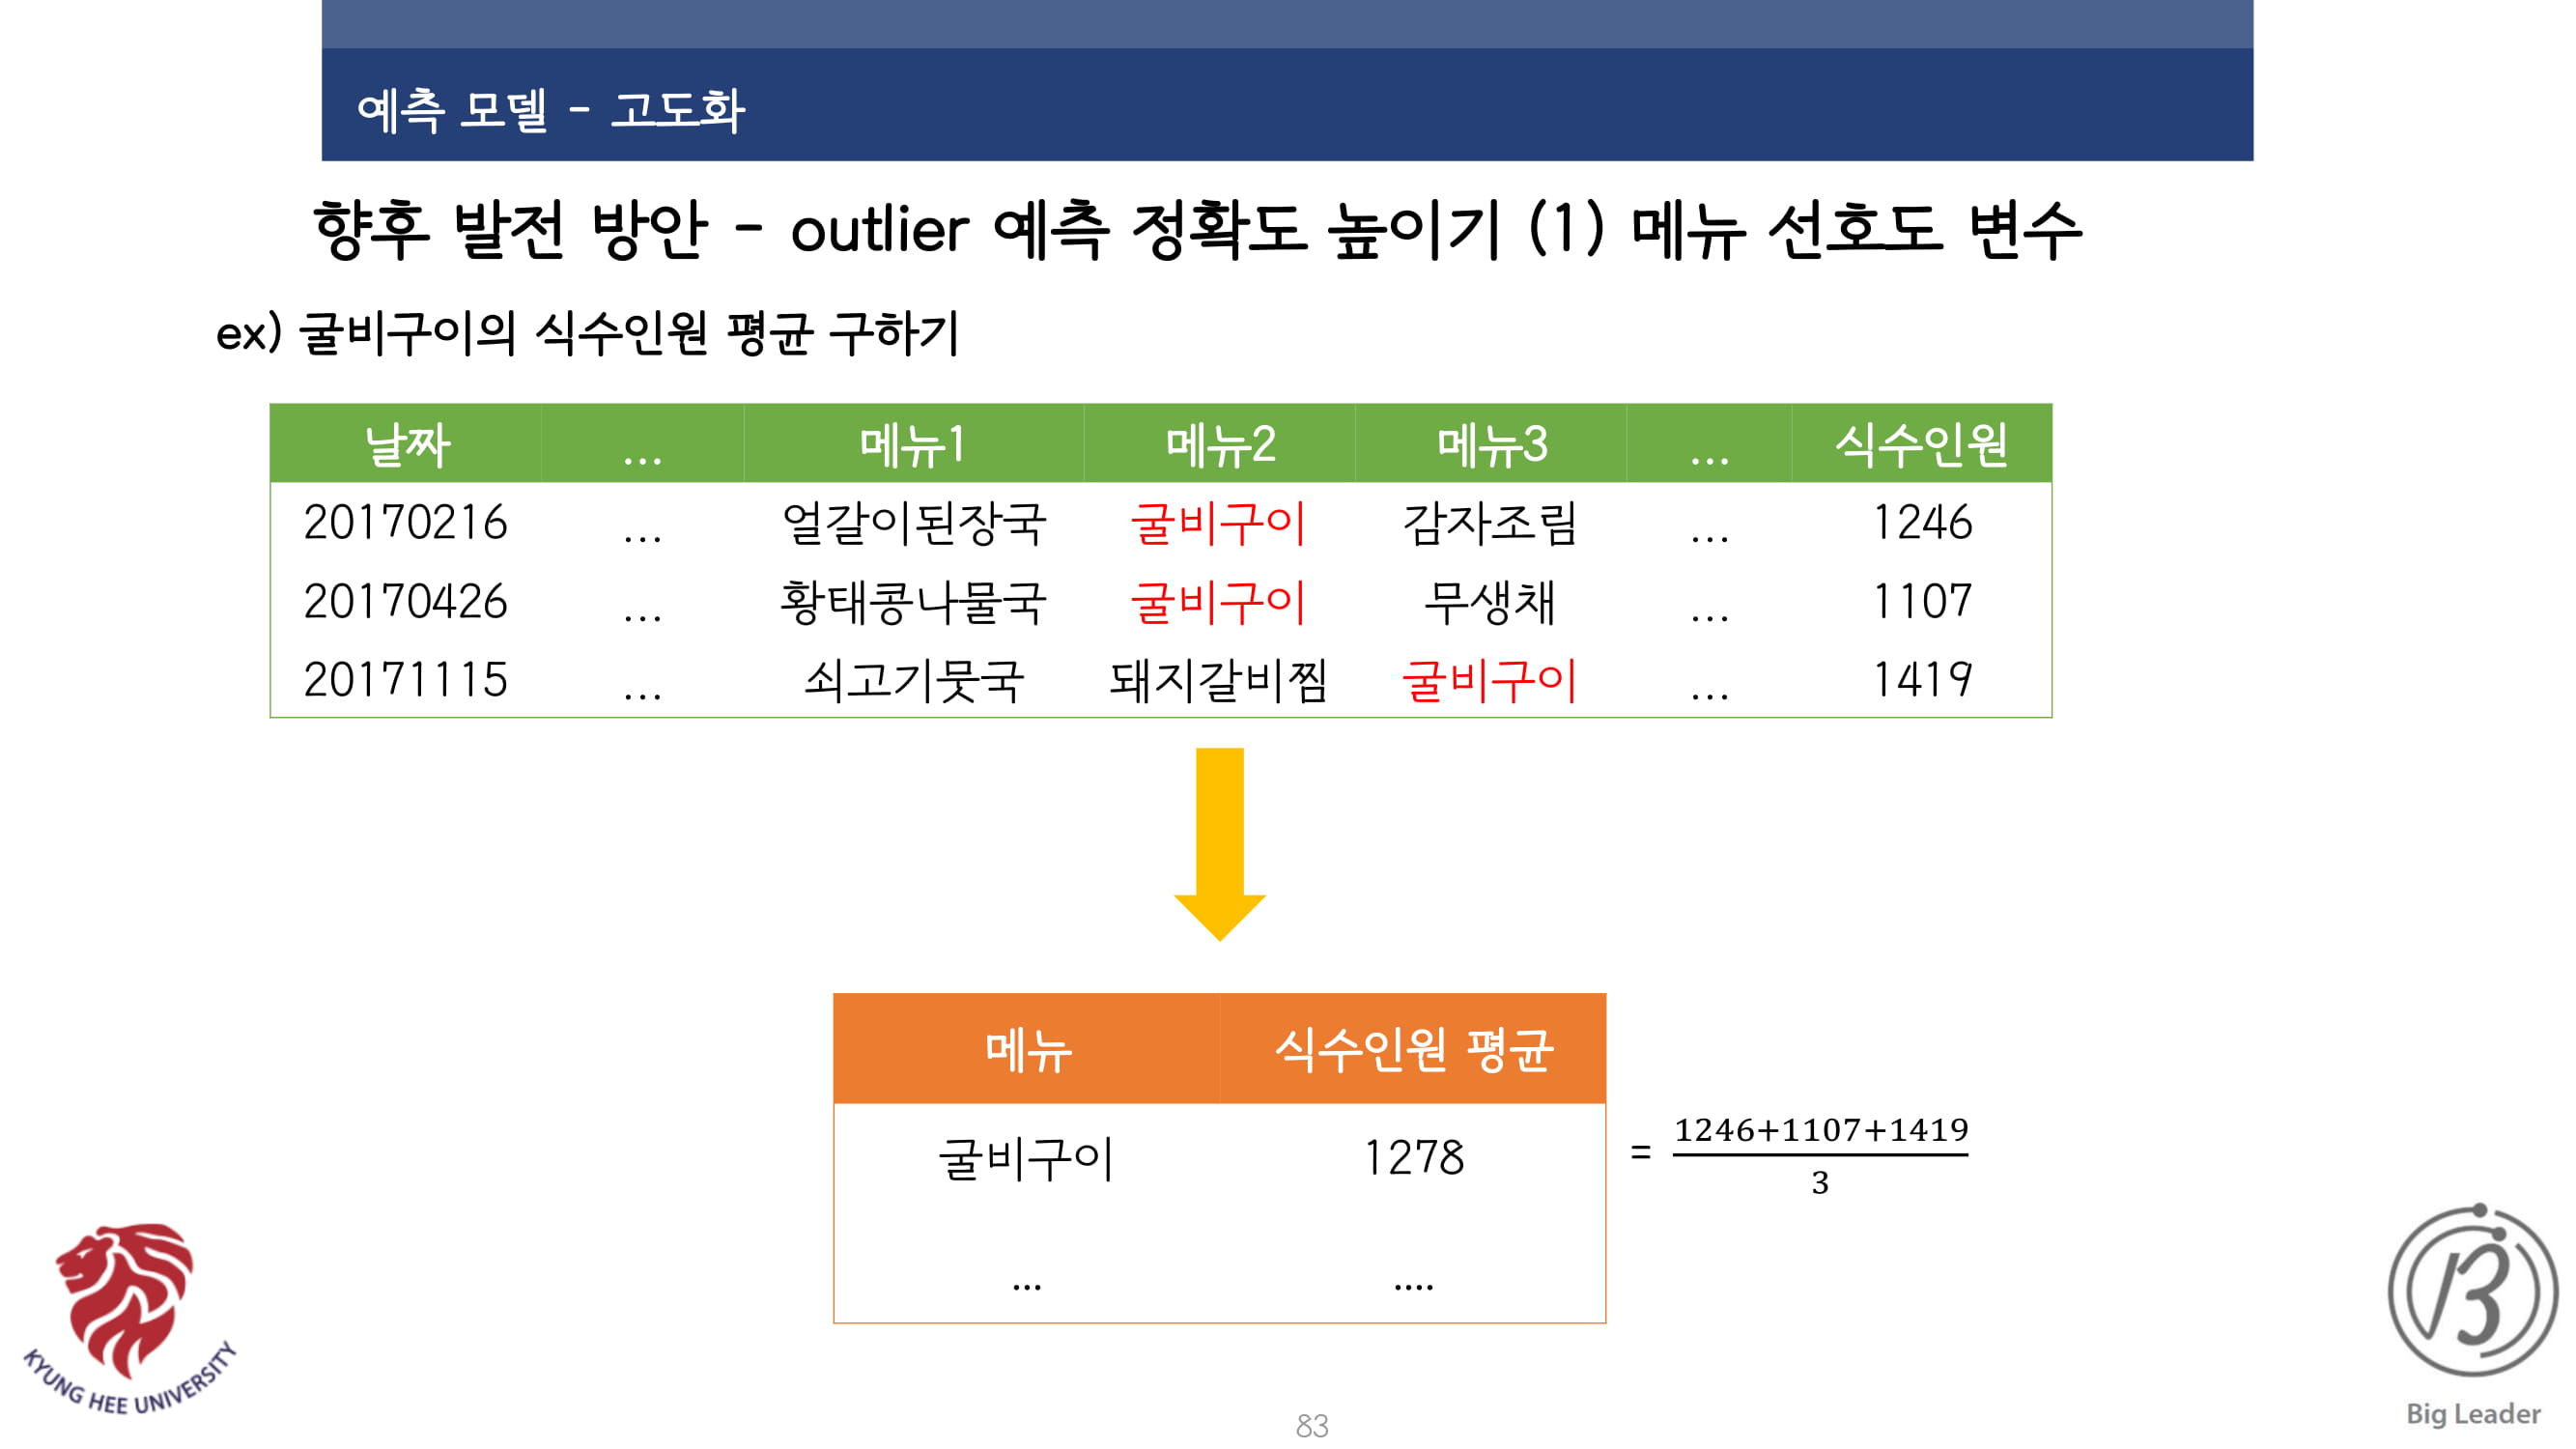 예측 모델 - 고도화
향후 발전 방안 - outlier 예측 정확도 높이기 (1) 메뉴 선호도 변수
ex) 굴비구이의 식수인원 평균 구하기
날짜 ... 메뉴1 메뉴2 메뉴3 ... 식수인원
20170216 ... 얼갈이된장국 굴비구이 감자조림 ... 1246
20170426 ... 황태콩나물국 굴비구이 무생채 ... 1107
20171115 ... 쇠고기뭇국 돼지갈비찜 굴비구이 ... 1419
메뉴 식수인원 평균
굴비구이 1278 = 1246+1107+1419
3
... ....
KYUNG HEE UNIVERSITY
B
Big Leader
83